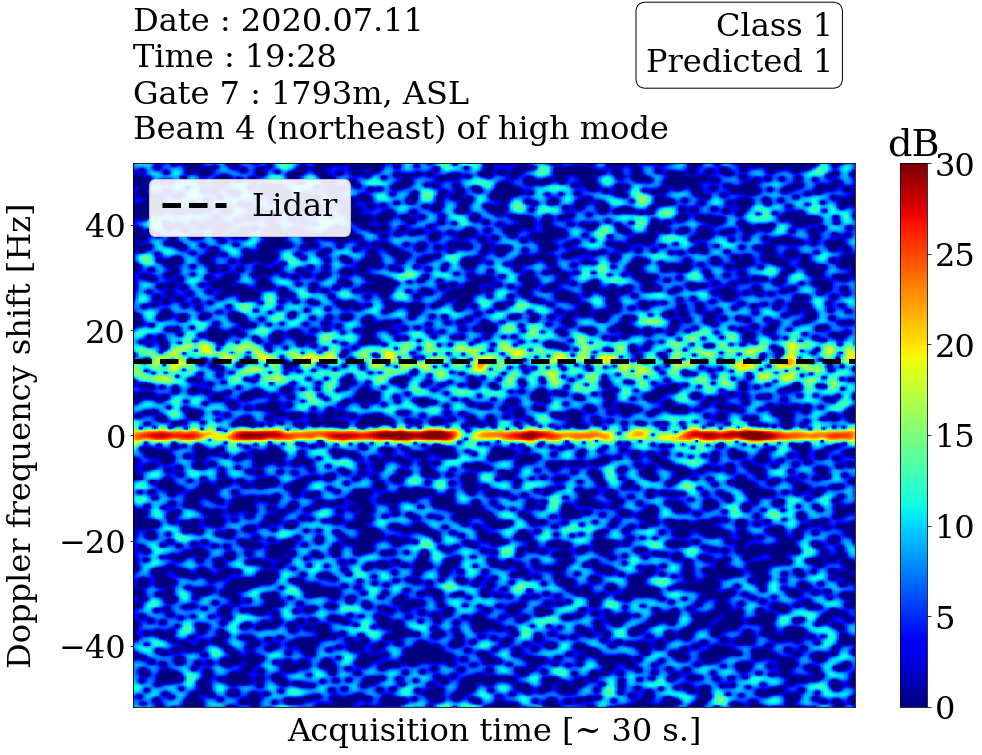 Date : 2020.07.11
Time : 19:28
Gate 7 : 1793m, ASL
Beam 4 (northeast) of high mode
Class 1
Predicted 1
dB
Lidar
Doppler frequency shift [Hz]
40
20
0
−20
−40
30
25
20
15
10
5
0
Acquisition time [~ 30 s.]